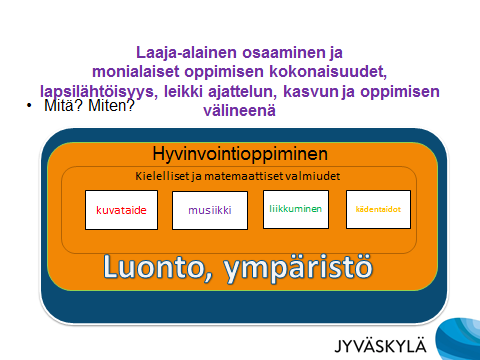 Laaja-alainen osaaminen ja
monialaiset oppimisen kokonaisuudet,
lapsilähtöisyys, leikki ajattelun, kasvun ja oppimisen
välineenä
• Mitä? Miten?
Hyvinvointioppiminen
Kielelliset ja matemaattiset valmiudet
kuvataide
musiikki
liikkuminen
kädentaidot
Luonto, ympäristö
JYVÄSKYLÄ